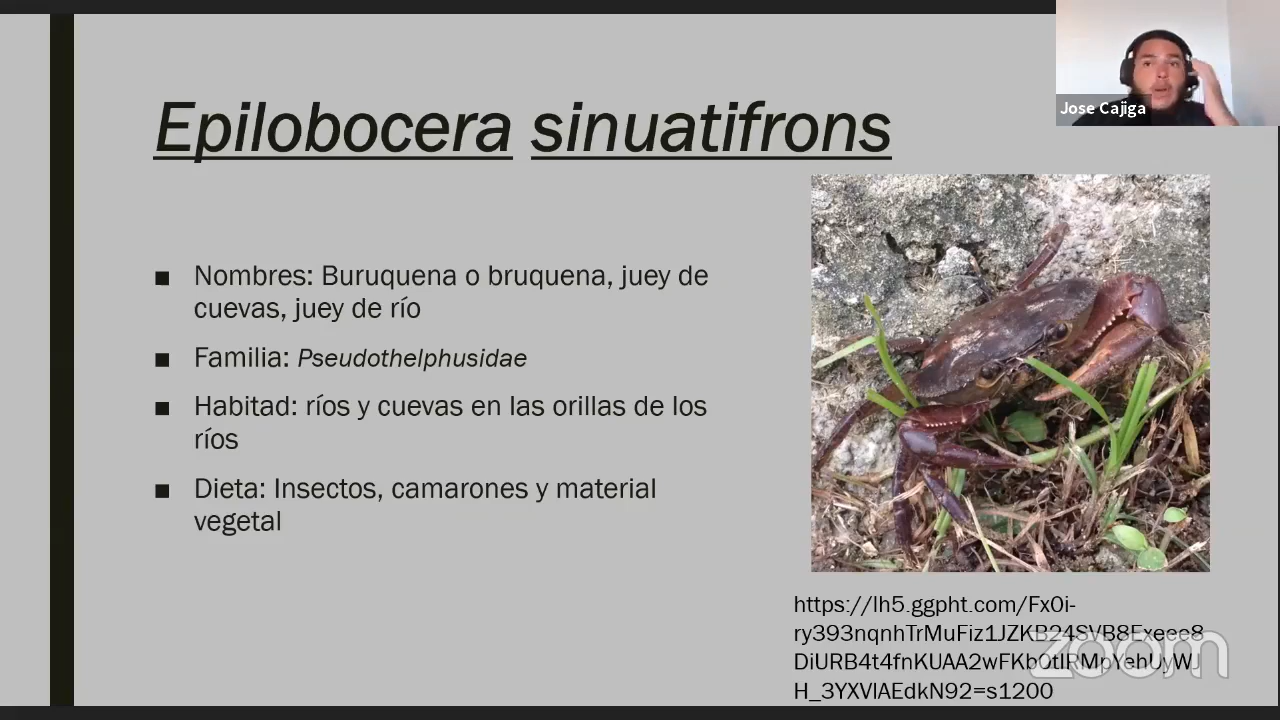 Jose Cajiga
Epilobocera sinuatifrons
■ Nombres: Buruquena o bruquena, juey de
cuevas, juey de río
■ Familia: Pseudothelphusidae
■ Habitad: ríos y cuevas en las orillas de los
ríos
■ Dieta: Insectos, camarones y material
vegetal
https://lh5.ggpht.com/Fx0i-
H_3YXVlAEdkN92=s1200
zoom